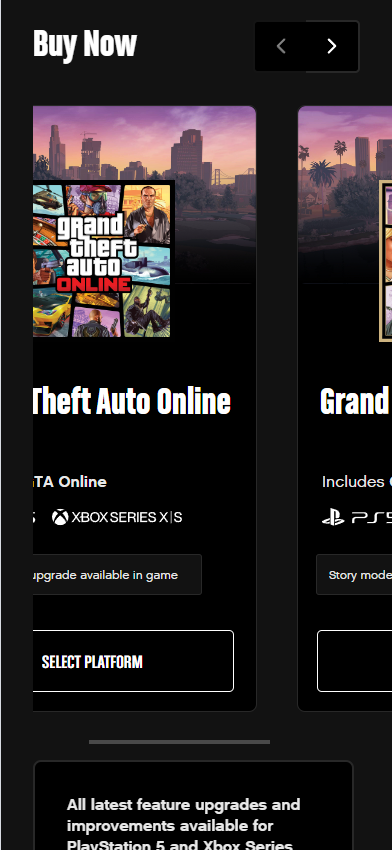 Buy Now
grand
theft
auto
ONLINE
Theft Auto Online
Grand
GTA Online
Includes
XBOX SERIES X|S
PS5
upgrade available in game
Story mode
SELECT PLATFORM
All latest feature upgrades and
improvements available for
PlayStation 5 and Xbox Series